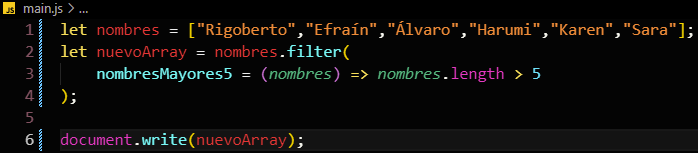 JS main.js > ...
1 let nombres = ["Rigoberto","Efraín","Álvaro","Harumi","Karen","Sara"];
2 let nuevoArray = nombres.filter(
3     nombresMayores5 = (nombres) => nombres.length > 5
4 );
5
6 document.write(nuevoArray);